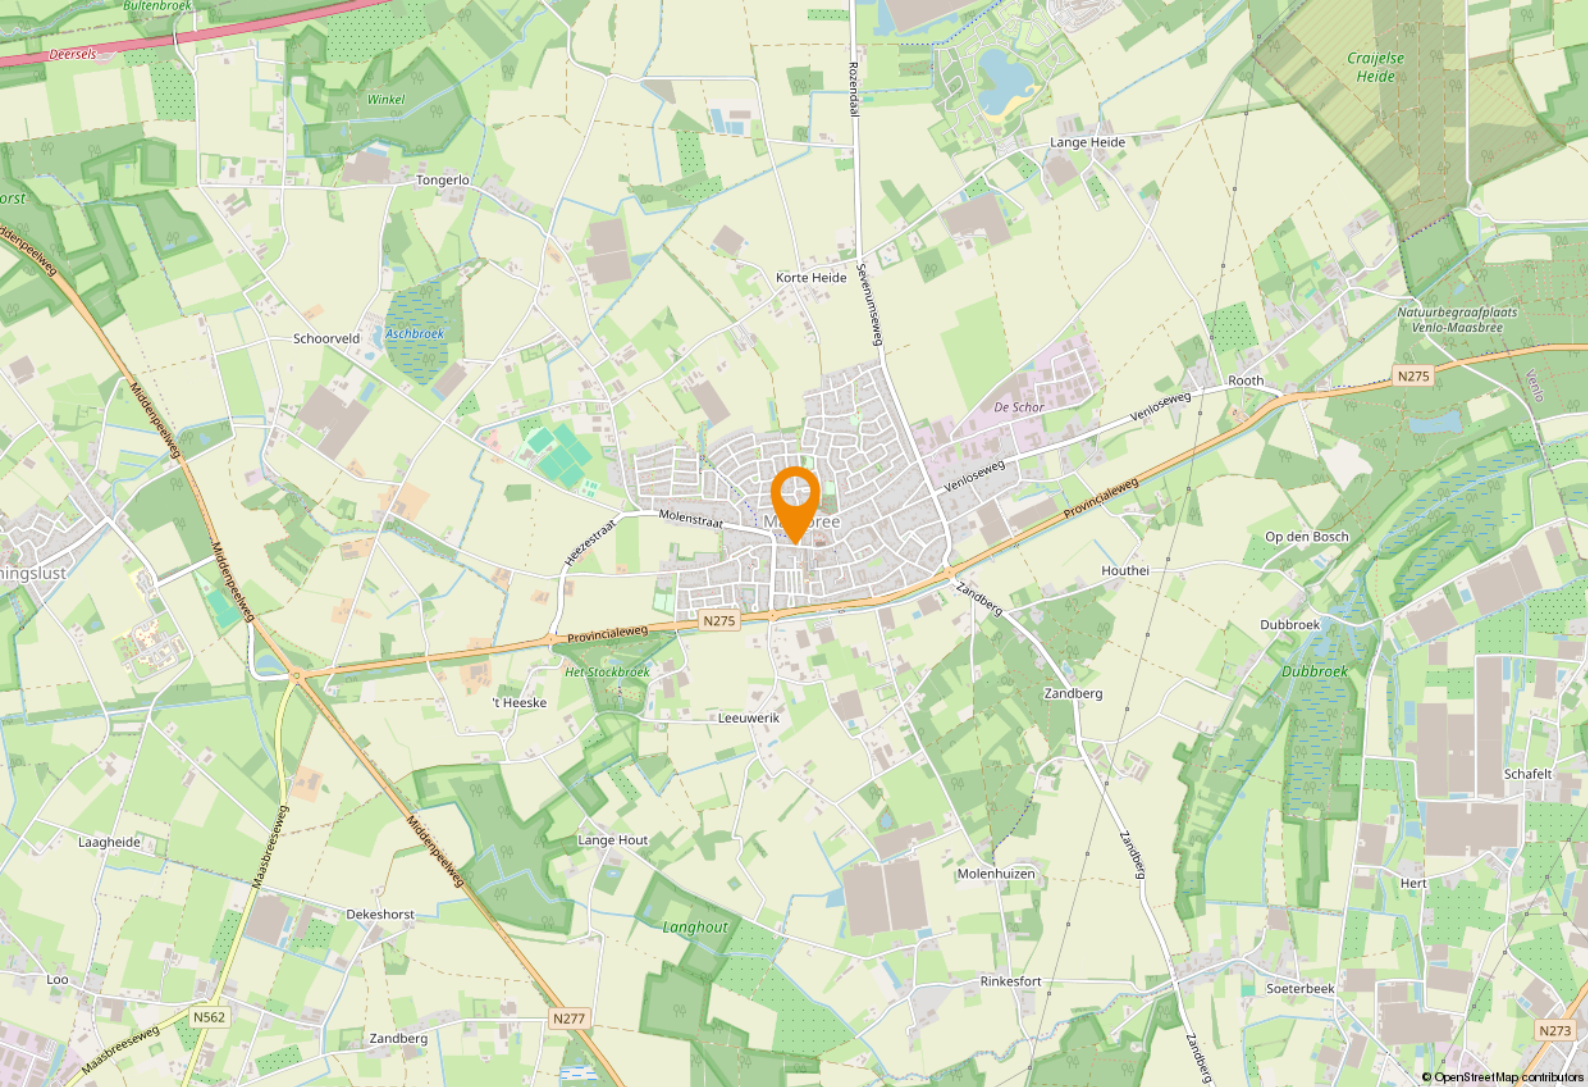 Bultenbroek
Deersels
Craijelse
Heide
Winkel
Rozendaal
Lange Heide
Tongerlo
Middenpeelweg
Korte Heide
Sevenumseweg
Natuurbegraafplaats
Venlo-Maasbree
Aschbroek
Schoorveld
N275
Rooth
Venlo
De Schor
Venloseweg
Middenpeelweg
Venloseweg
Provincialeweg
Molenstraat
Heezestraat
Op den Bosch
Houthei
Middenpeelweg
Zandberg
N275
Provincialeweg
Dubbroek
Het Stockbroek
Dubbroek
Zandberg
't Heeske
Leeuwerik
Schafelt
Laagheide
Maasbreeseweg
Middenpeelweg
Lange Hout
Zandberg
Molenhuizen
Hert
Dekeshorst
Langhout
Loo
Rinkesfort
Soeterbeek
N562
N277
N273
Maasbreeseweg
Zandberg
Zandberg
© OpenStreetMap contributors